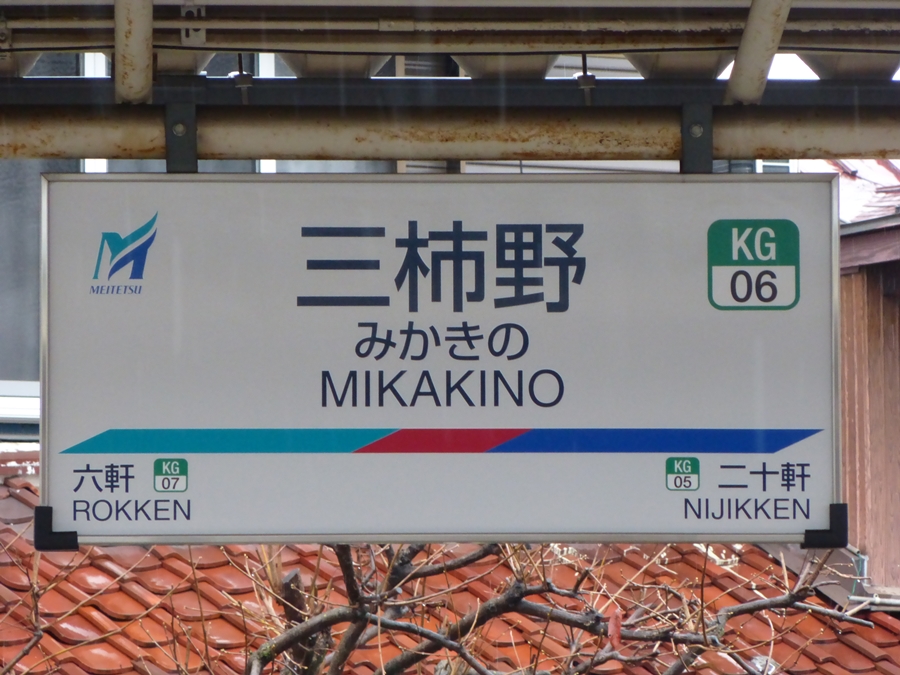 MEITETSU
三柿野
みかきの
MIKAKINO
KG
06
六軒
KG
07
ROKKEN
KG
05
二十軒
NIJIKKEN